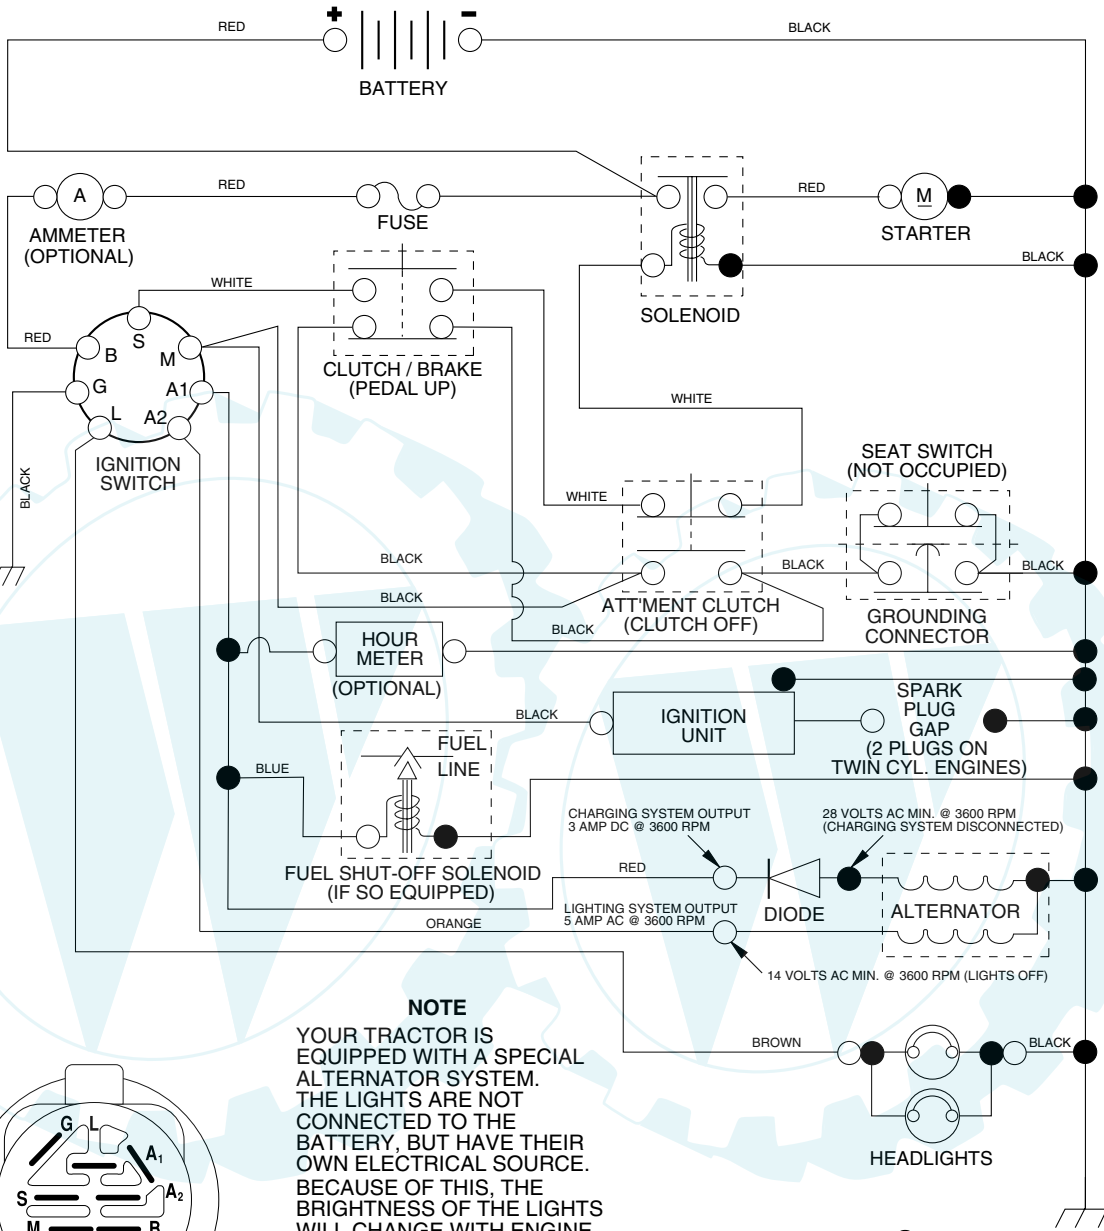 + -
RED
BLACK
BATTERY
A
RED
RED
M
AMMETER
(OPTIONAL)
FUSE
STARTER
BLACK
WHITE
SOLENOID
RED
S
B
M
CLUTCH / BRAKE
(PEDAL UP)
G
A1
L
A2
WHITE
IGNITION
SWITCH
BLACK
SEAT SWITCH
(NOT OCCUPIED)
WHITE
BLACK
BLACK
BLACK
BLACK
ATT'MENT CLUTCH
(CLUTCH OFF)
BLACK
GROUNDING
CONNECTOR
HOUR
METER
(OPTIONAL)
BLACK
IGNITION
UNIT
SPARK
PLUG
GAP
(2 PLUGS ON
TWIN CYL. ENGINES)
FUEL
LINE
BLUE
CHARGING SYSTEM OUTPUT
3 AMP DC @ 3600 RPM
28 VOLTS AC MIN. @ 3600 RPM
(CHARGING SYSTEM DISCONNECTED)
FUEL SHUT-OFF SOLENOID
(IF SO EQUIPPED)
RED
DIODE
ALTERNATOR
ORANGE
LIGHTING SYSTEM OUTPUT
5 AMP AC @ 3600 RPM
14 VOLTS AC MIN. @ 3600 RPM (LIGHTS OFF)
NOTE
YOUR TRACTOR IS
EQUIPPED WITH A SPECIAL
ALTERNATOR SYSTEM.
THE LIGHTS ARE NOT
CONNECTED TO THE
BATTERY, BUT HAVE THEIR
OWN ELECTRICAL SOURCE.
BECAUSE OF THIS, THE
BRIGHTNESS OF THE LIGHTS
WILL CHANGE WITH ENGINE
BROWN
BLACK
HEADLIGHTS
G
L
A1
S
A2
M
B